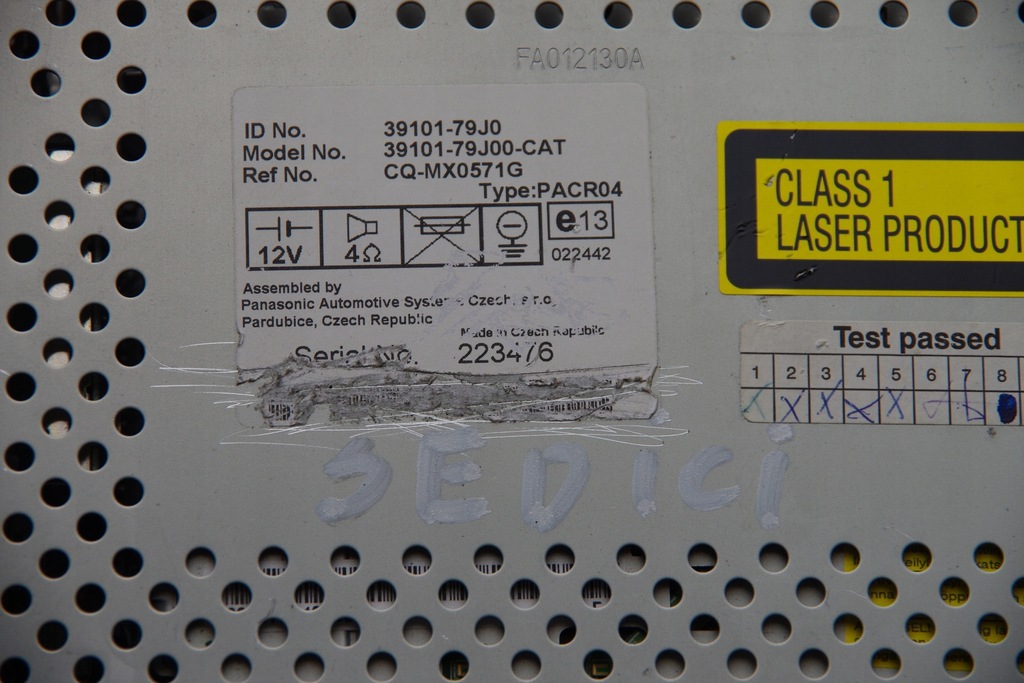 FA012130A
ID No. 39101-79J0
Model No. 39101-79J00-CAT
Ref No. CQ-MX0571G
Type:PACR04
12V 4Ω e13
022442
Assembled by
Panasonic Automotive Systems Czech, s.r.o.
Pardubice, Czech Republic
Made in Czech Republic
Serial No. 223476
CLASS 1
LASER PRODUCT
Test passed
1 2 3 4 5 6 7 8
X X X X X
SEDICI